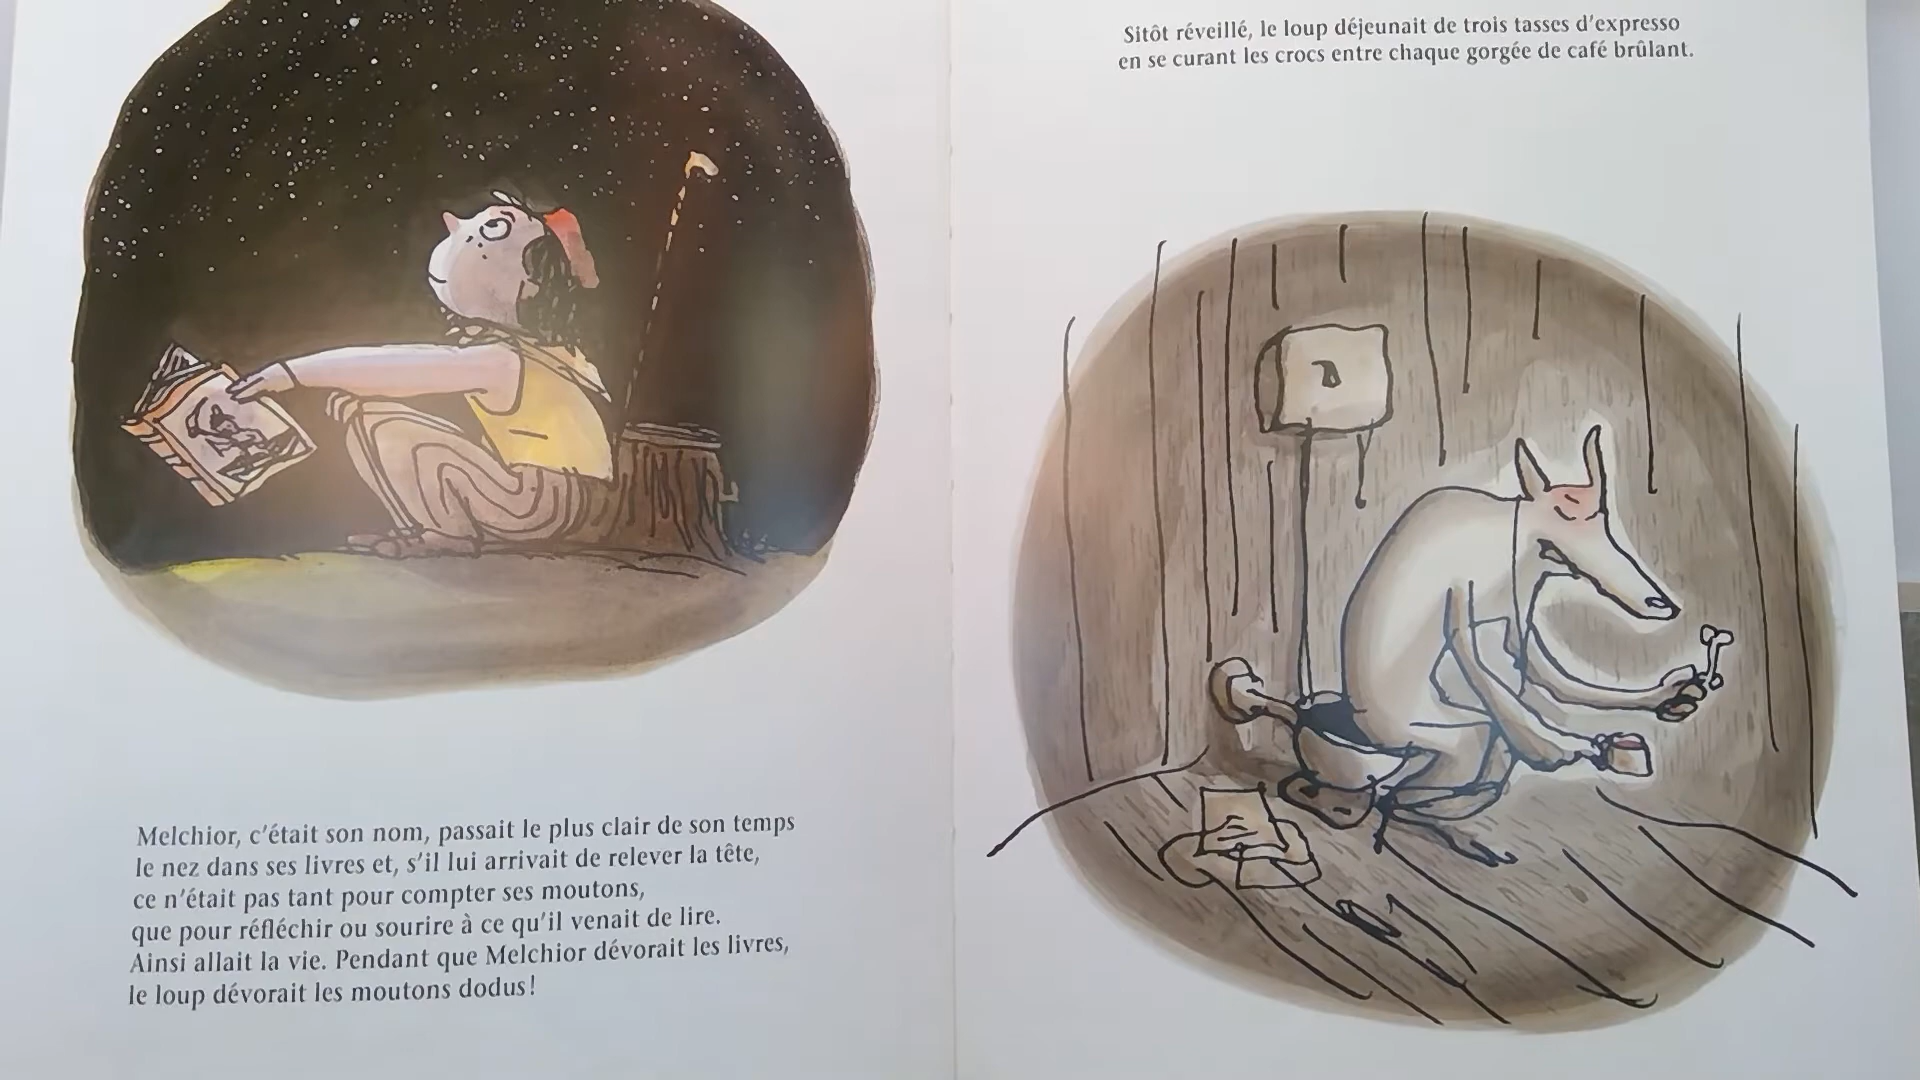 Melchior, c'était son nom, passait le plus clair de son temps
le nez dans ses livres et, s'il lui arrivait de relever la tête,
ce n'était pas tant pour compter ses moutons,
que pour réfléchir ou sourire à ce qu'il venait de lire.
Ainsi allait la vie. Pendant que Melchior dévorait les livres,
le loup dévorait les moutons dodus!
Sitôt réveillé, le loup déjeunait de trois tasses d'expresso
en se curant les crocs entre chaque gorgée de café brûlant.